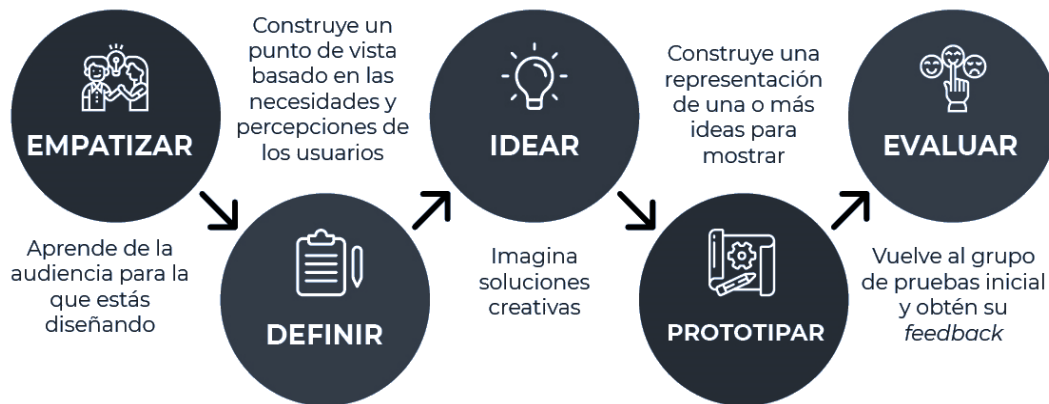 EMPATIZAR
Aprende de la
audiencia para la
que estás
diseñando
Construye un
punto de vista
basado en las
necesidades y
percepciones de
los usuarios
DEFINIR
IDEAR
Imagina
soluciones
creativas
Construye una
representación
de una o más
ideas para
mostrar
PROTOTIPAR
EVALUAR
Vuelve al grupo
de pruebas inicial
y obtén su
feedback